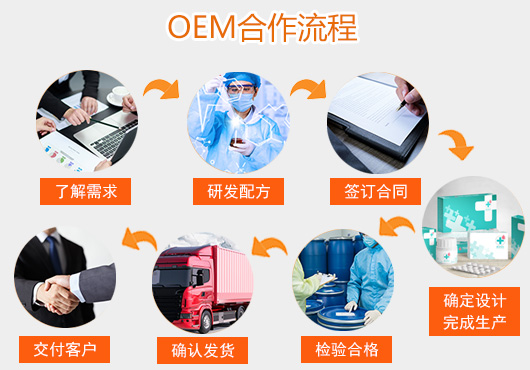 OEM合作流程
了解需求
研发配方
签订合同
确定设计
完成生产
检验合格
确认发货
交付客户